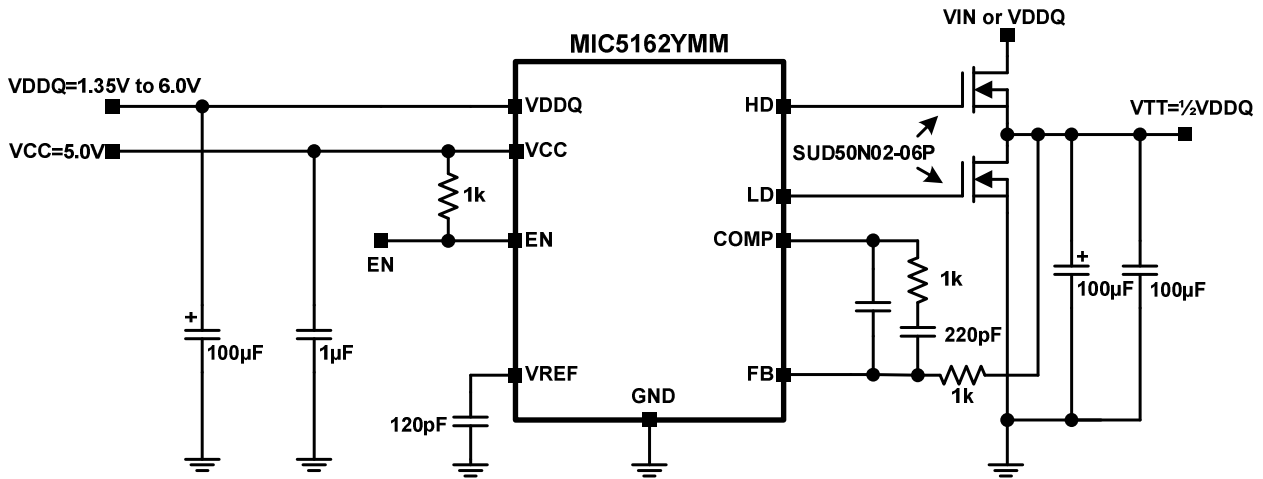 VIN or VDDQ
MIC5162YMM
VDDQ=1.35V to 6.0V
VDDQ
HD
VTT=½VDDQ
VCC=5.0V
VCC
SUD50N02-06P
1k
LD
COMP
EN
EN
1k
+
100µF
100µF
+
100µF
1µF
220pF
VREF
FB
GND
1k
120pF